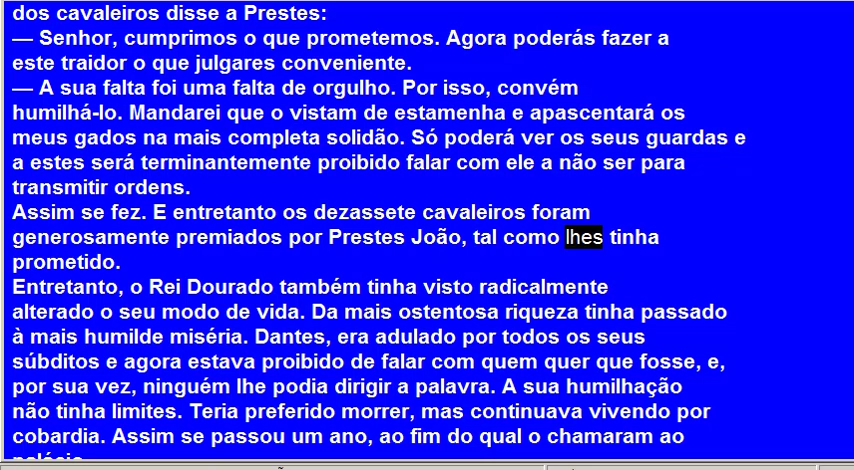 dos cavaleiros disse a Prestes:
— Senhor, cumprimos o que prometemos. Agora poderás fazer a
este traidor o que julgares conveniente.
— A sua falta foi uma falta de orgulho. Por isso, convém
humilhá-lo. Mandarei que o vistam de estamenha e apascentará os
meus gados na mais completa solidão. Só poderá ver os seus guardas e
a estes será terminantemente proibido falar com ele a não ser para
transmitir ordens.
Assim se fez. E entretanto os dezassete cavaleiros foram
generosamente premiados por Prestes João, tal como lhes tinha
prometido.
Entretanto, o Rei Dourado também tinha visto radicalmente
alterado o seu modo de vida. Da mais ostentosa riqueza tinha passado
à mais humilde miséria. Dantes, era adulado por todos os seus
súbditos e agora estava proibido de falar com quem quer que fosse, e,
por sua vez, ninguém lhe podia dirigir a palavra. A sua humilhação
não tinha limites. Teria preferido morrer, mas continuava vivendo por
cobardia. Assim se passou um ano, ao fim do qual o chamaram ao